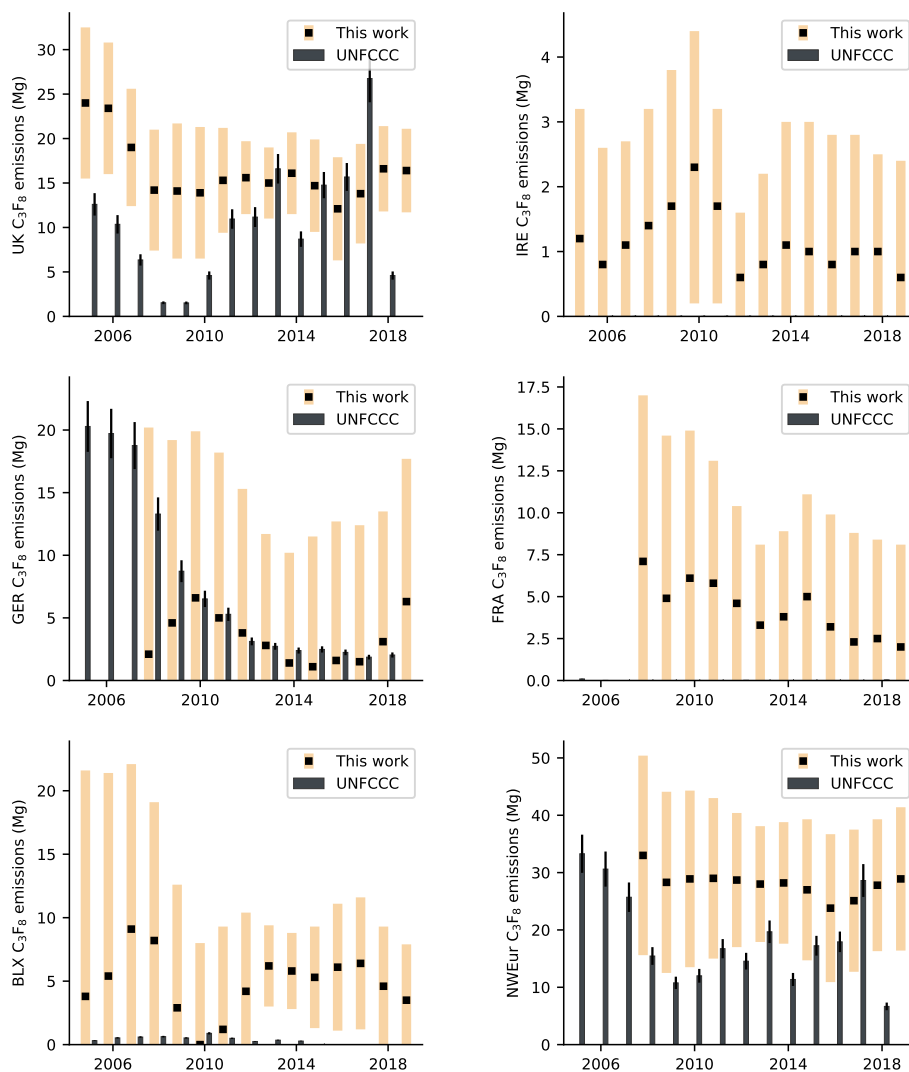 UK C₃F₈ emissions (Mg)
30
25
20
15
10
5
0
2006 2010 2014 2018
This work
UNFCCC
IRE C₃F₈ emissions (Mg)
4
3
2
1
0
2006 2010 2014 2018
This work
UNFCCC
GER C₃F₈ emissions (Mg)
20
15
10
5
0
2006 2010 2014 2018
This work
UNFCCC
FRA C₃F₈ emissions (Mg)
17.5
15.0
12.5
10.0
7.5
5.0
2.5
0.0
2006 2010 2014 2018
This work
UNFCCC
BLX C₃F₈ emissions (Mg)
20
15
10
5
0
2006 2010 2014 2018
This work
UNFCCC
NWEur C₃F₈ emissions (Mg)
50
40
30
20
10
0
2006 2010 2014 2018
This work
UNFCCC